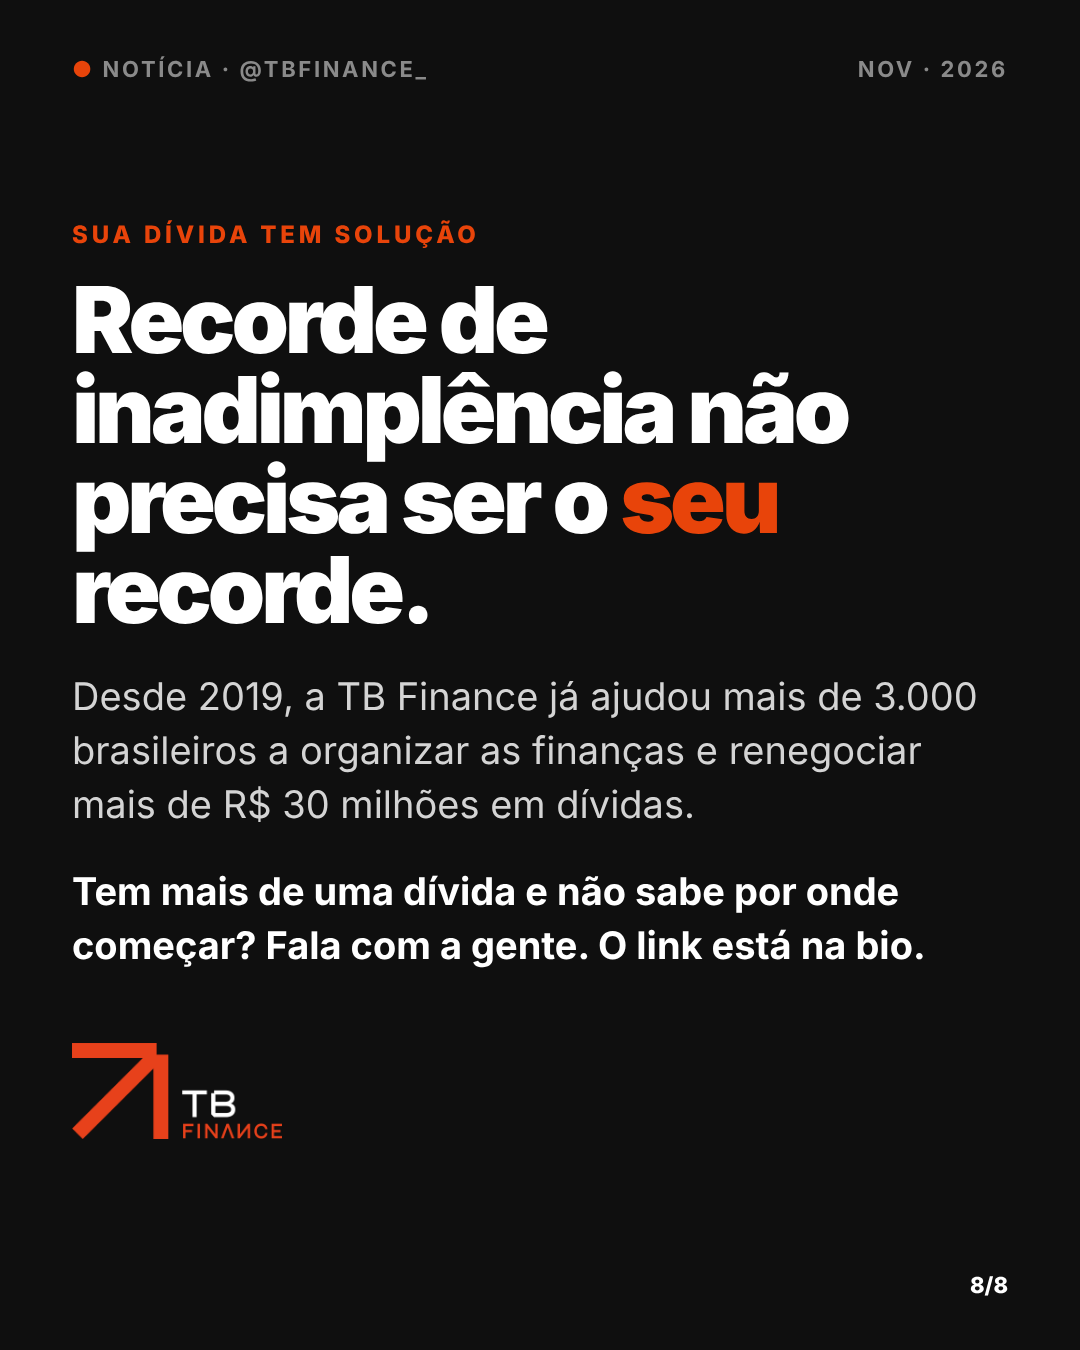 NOTÍCIA · @TBFINANCE_
NOV · 2026
SUA DÍVIDA TEM SOLUÇÃO
Recorde de
inadimplência não
precisa ser o seu
recorde.
Desde 2019, a TB Finance já ajudou mais de 3.000
brasileiros a organizar as finanças e renegociar
mais de R$ 30 milhões em dívidas.
Tem mais de uma dívida e não sabe por onde
começar? Fala com a gente. O link está na bio.
TB
FINANCE
8/8